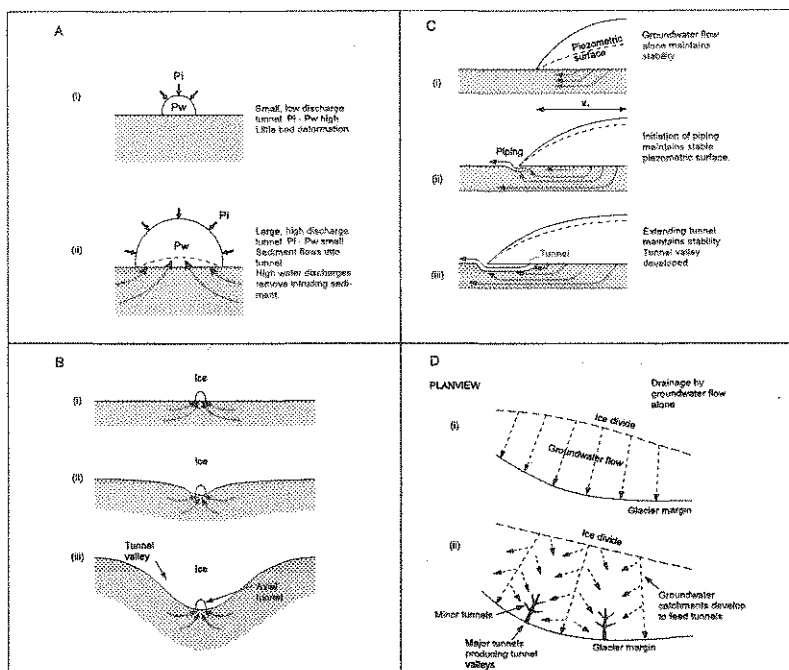 A
Pi
(i)
Pw
Small, low discharge
tunnel. Pi - Pw high
Little bed deformation.
Pi
(ii)
Pw
Large, high discharge
tunnel. Pi - Pw small
Sediment flows into
tunnel
High water discharges
remove intruding sedi-
ment.
B
Ice
(i)
Ice
(ii)
(iii)
Tunnel
valley
Ice
Axial
tunnel
C
Piezometric
surface
Groundwater flow
alone maintains
stability
(i)
Piping
Initiation of piping
maintains stable
piezometric surface.
(ii)
Extending tunnel
maintains stability
Tunnel valley
developed
Tunnel
(iii)
D
PLANVIEW
Drainage by
groundwater flow
alone
(i)
Ice divide
Groundwater flow
Glacier margin
(ii)
Ice divide
Minor tunnels
Groundwater
catchments develop
to feed tunnels
Major tunnels
producing tunnel
valleys
Glacier margin